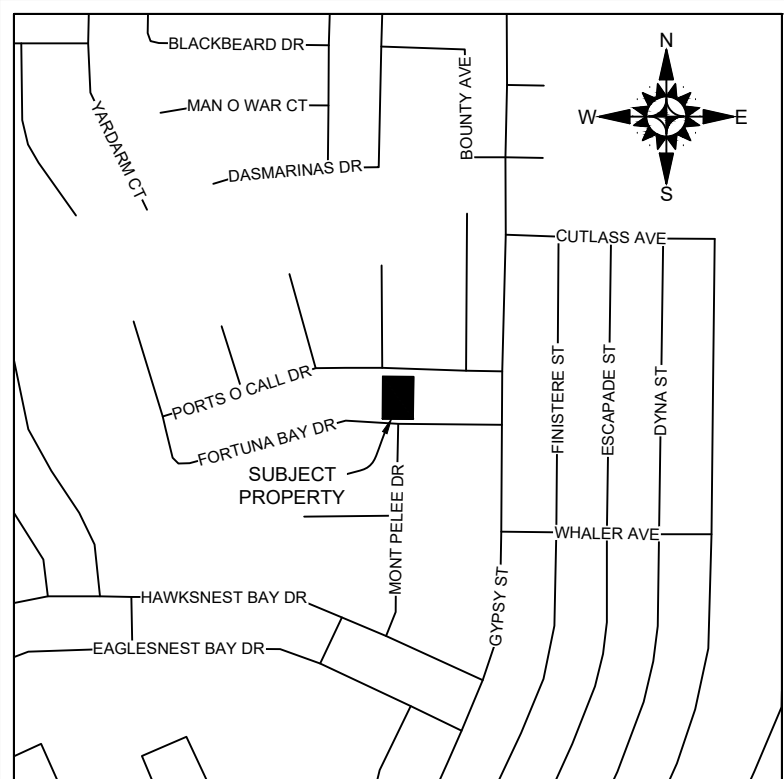 BLACKBEARD DR
N
MAN O WAR CT
BOUNTY AVE
W
E
YARDARM CT
DASMARINAS DR
S
CUTLASS AVE
FINISTERE ST
ESCAPADE ST
DYNA ST
PORTS O CALL DR
FORTUNA BAY DR
SUBJECT
PROPERTY
MONT PELEE DR
WHALER AVE
HAWKSNEST BAY DR
GYPSY ST
EAGLESNEST BAY DR